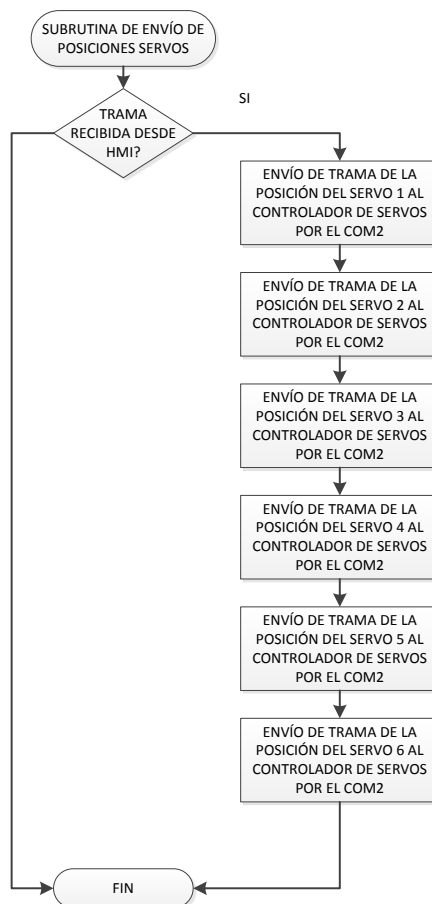 SUBRUTINA DE ENVÍO DE
POSICIONES SERVOS
TRAMA
RECIBIDA DESDE
HMI?
SI
ENVÍO DE TRAMA DE LA
POSICIÓN DEL SERVO 1 AL
CONTROLADOR DE SERVOS
POR EL COM2
ENVÍO DE TRAMA DE LA
POSICIÓN DEL SERVO 2 AL
CONTROLADOR DE SERVOS
POR EL COM2
ENVÍO DE TRAMA DE LA
POSICIÓN DEL SERVO 3 AL
CONTROLADOR DE SERVOS
POR EL COM2
ENVÍO DE TRAMA DE LA
POSICIÓN DEL SERVO 4 AL
CONTROLADOR DE SERVOS
POR EL COM2
ENVÍO DE TRAMA DE LA
POSICIÓN DEL SERVO 5 AL
CONTROLADOR DE SERVOS
POR EL COM2
ENVÍO DE TRAMA DE LA
POSICIÓN DEL SERVO 6 AL
CONTROLADOR DE SERVOS
POR EL COM2
FIN